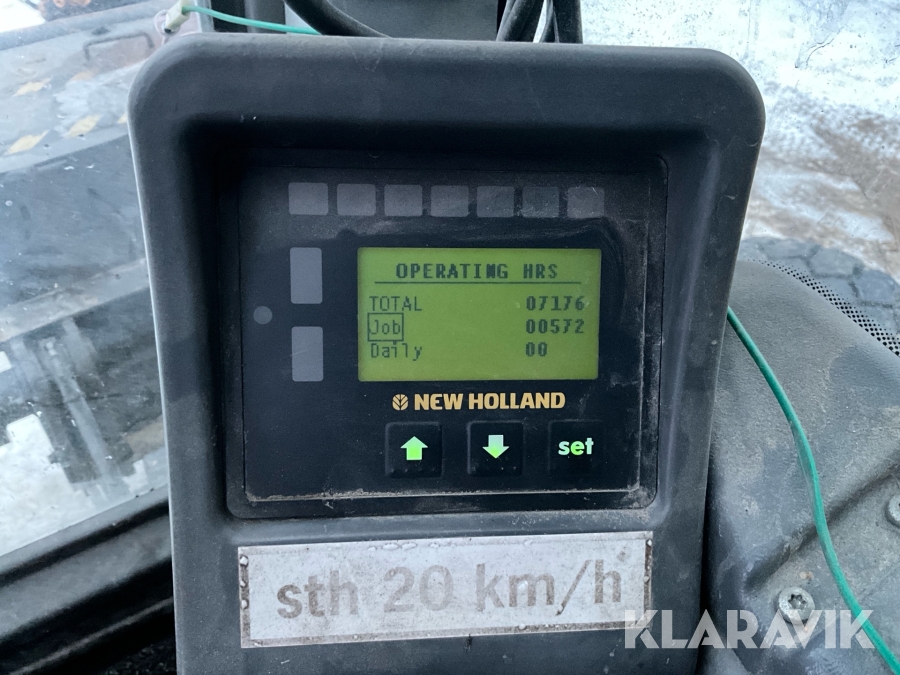 OPERATING HRS
TOTAL 07176
Job 00572
Daily 00
NEW HOLLAND
set
sth 20 km/h
KLARAVIK